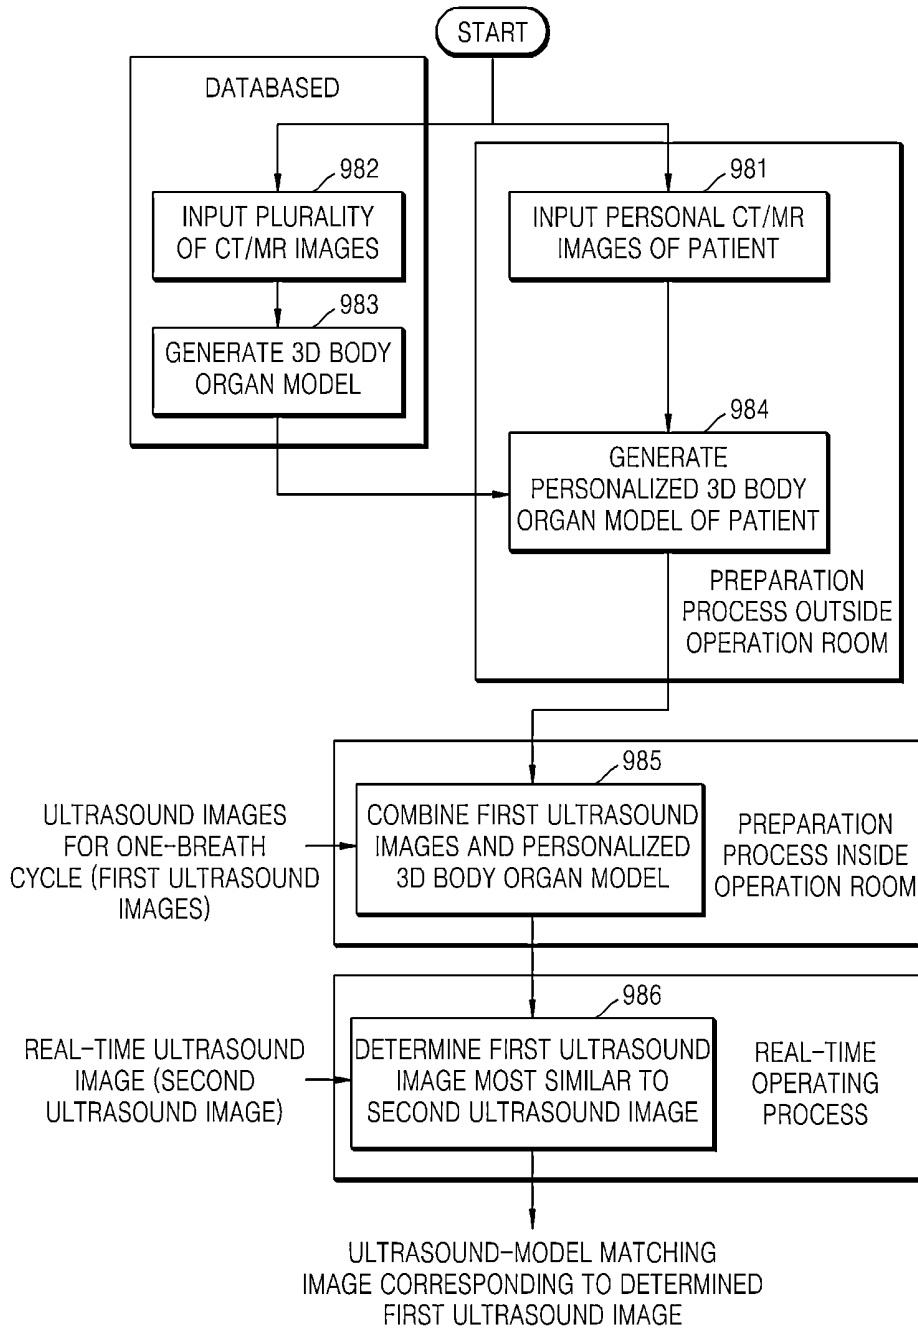 START
DATABASED
982
INPUT PLURALITY
OF CT/MR IMAGES
983
GENERATE 3D BODY
ORGAN MODEL
981
INPUT PERSONAL CT/MR
IMAGES OF PATIENT
984
GENERATE
PERSONALIZED 3D BODY
ORGAN MODEL OF PATIENT
PREPARATION
PROCESS OUTSIDE
OPERATION ROOM
ULTRASOUND IMAGES
FOR ONE-BREATH
CYCLE (FIRST ULTRASOUND
IMAGES)
985
COMBINE FIRST ULTRASOUND
IMAGES AND PERSONALIZED
3D BODY ORGAN MODEL
PREPARATION
PROCESS INSIDE
OPERATION ROOM
REAL-TIME ULTRASOUND
IMAGE (SECOND
ULTRASOUND IMAGE)
986
DETERMINE FIRST ULTRASOUND
IMAGE MOST SIMILAR TO
SECOND ULTRASOUND IMAGE
REAL-TIME
OPERATING
PROCESS
ULTRASOUND-MODEL MATCHING
IMAGE CORRESPONDING TO DETERMINED
FIRST ULTRASOUND IMAGE